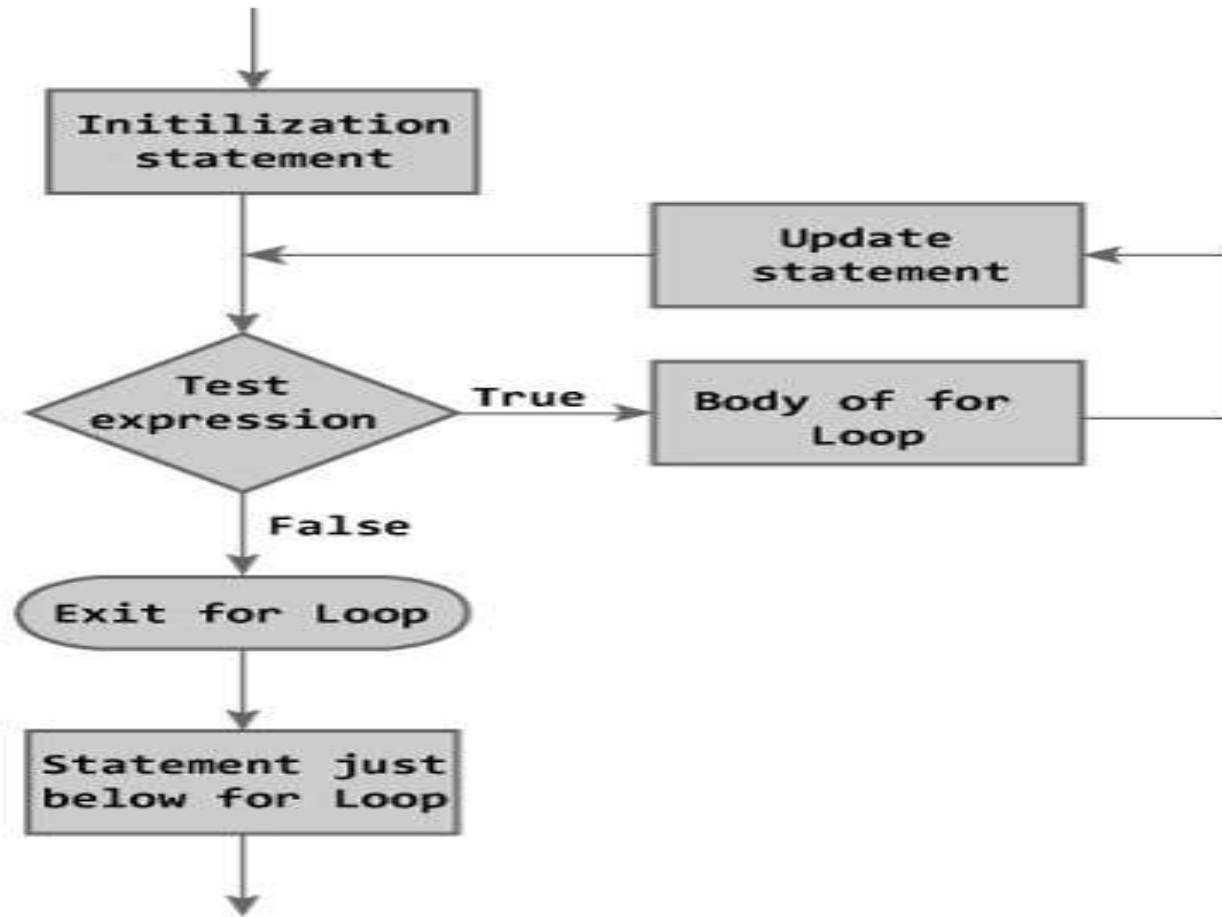 Initilization
statement
Update
statement
Test
expression
True
Body of for
Loop
False
Exit for Loop
Statement just
below for Loop